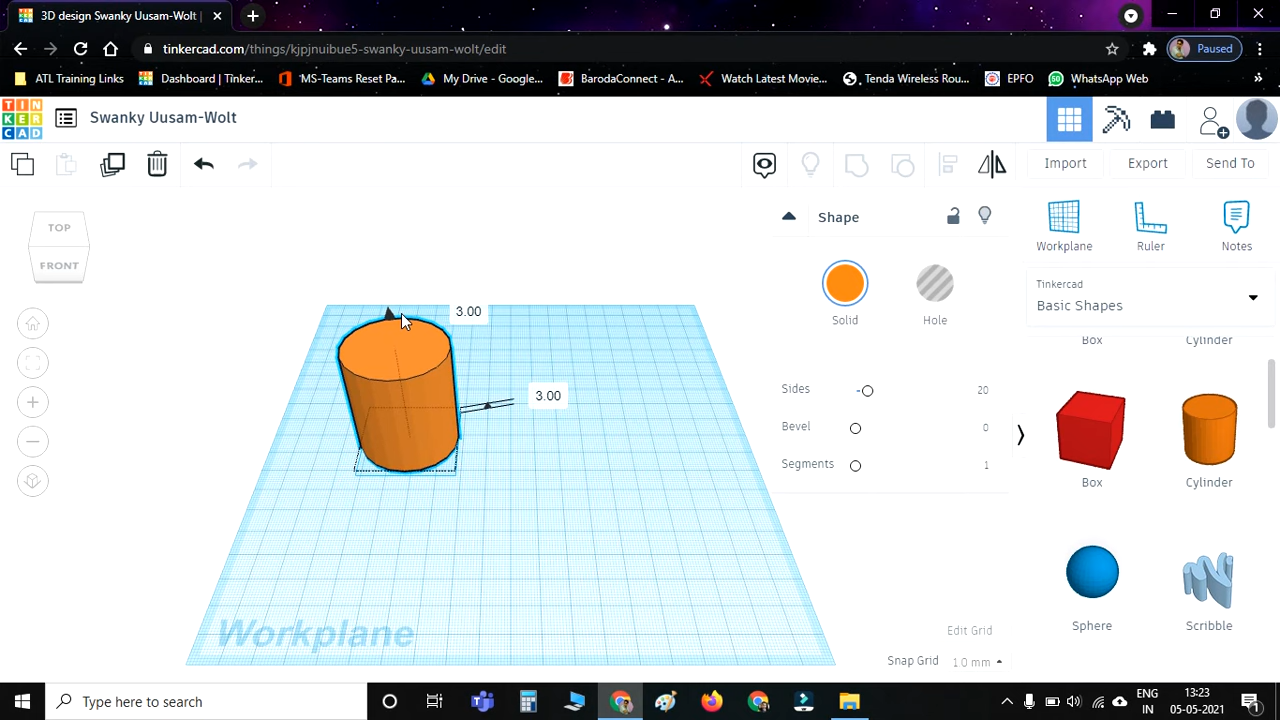 3D design Swanky Uusam-Wolt |
tinkercad.com/things/kjpjnuibue5-swanky-uusam-wolt/edit
Paused
ATL Training Links
Dashboard | Tinker...
'MS-Teams Reset Pa...
My Drive - Google...
BarodaConnect - A...
Watch Latest Movie...
Tenda Wireless Rou...
EPFO
WhatsApp Web
TIN
KER
CAD
Swanky Uusam-Wolt
Import
Export
Send To
TOP
FRONT
Shape
Workplane
Ruler
Notes
Solid
Hole
Tinkercad
Basic Shapes
3.00
3.00
Sides
20
Bevel
0
Segments
1
Box
Cylinder
Box
Cylinder
Sphere
Scribble
Workplane
Edit Grid
Snap Grid
1.0 mm
Type here to search
ENG
IN
13:23
05-05-2021
1